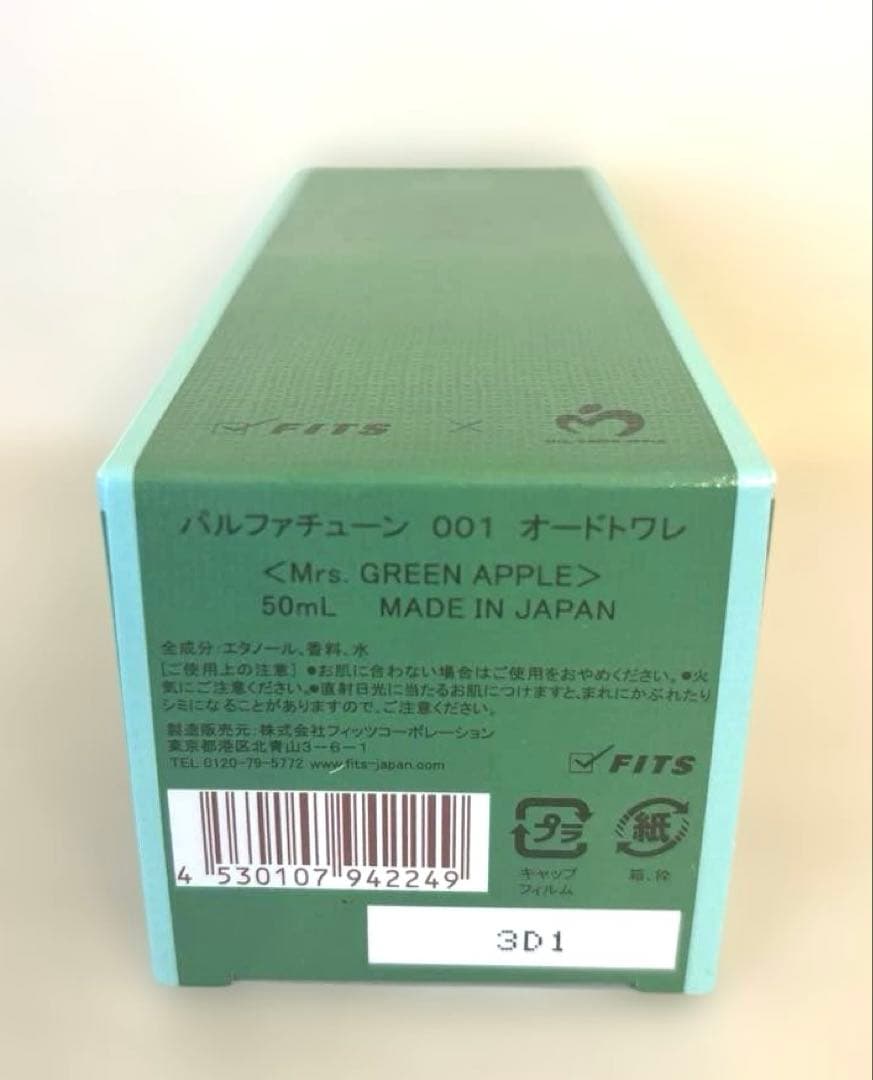 FITS ×
パルファチューン 001 オードトワレ
＜Mrs. GREEN APPLE＞
50mL MADE IN JAPAN
全成分：エタノール、香料、水
[ご使用上の注意] ●お肌に合わない場合はご使用をおやめください。●火
気にご注意ください。●直射日光に当たるお肌につけますと、まれにかぶれたり
シミになることがありますので、ご注意ください。
製造販売元：株式会社フィッツコーポレーション
東京都港区北青山3－6－1
TEL 0120-79-5772 www.fits-japan.com
FITS
プラ
紙
キャップ
フィルム
箱、枠
4 530107 942249
3D1